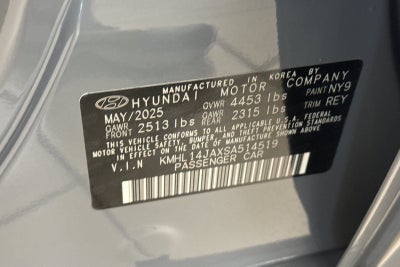 MANUFACTURED IN KOREA BY
HYUNDAI MOTOR COMPANY
MAY/2025 GVWR 4453 lbs PAINT NY9
GAWR FRONT 2513 lbs GAWR REAR 2315 lbs TRIM REY
THIS VEHICLE CONFORMS TO ALL APPLICABLE U.S.A. FEDERAL
MOTOR VEHICLE SAFETY, BUMPER, AND THEFT PREVENTION STANDARDS
IN EFFECT ON THE DATE OF MANUFACTURE SHOWN ABOVE.
V.I.N KMHL14JAXSA514519
PASSENGER CAR